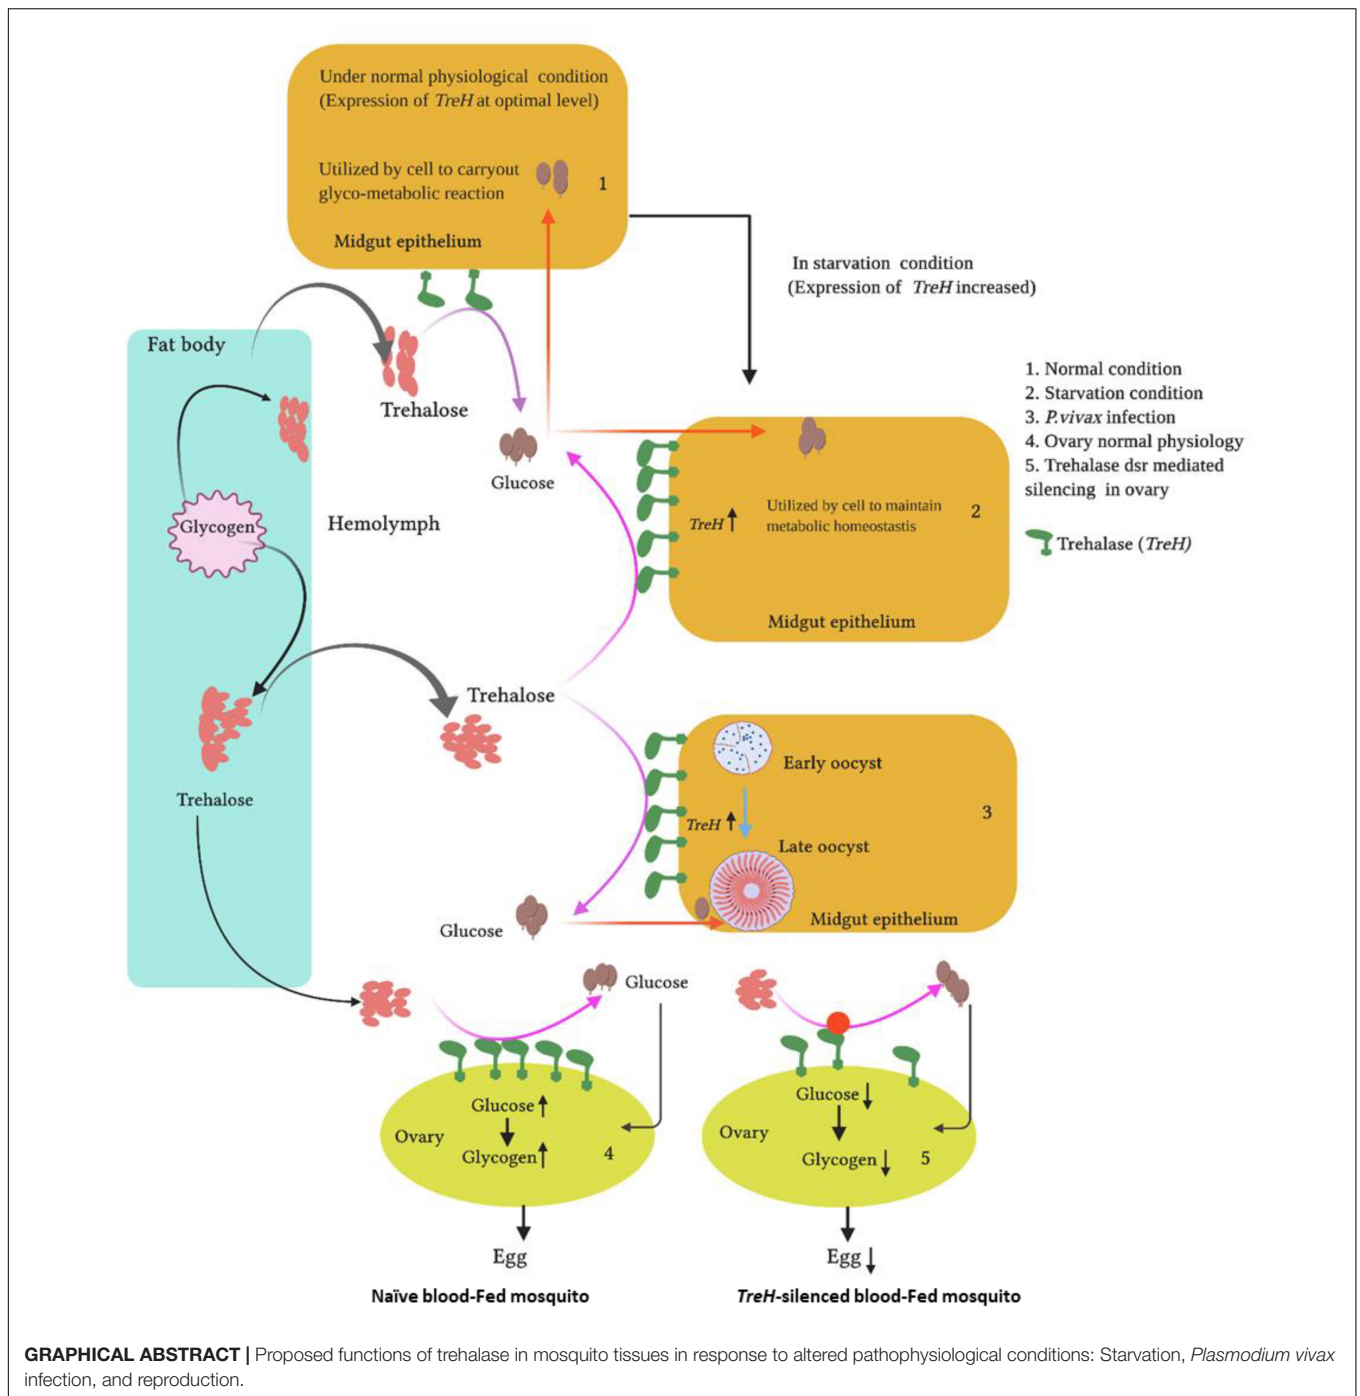 Under normal physiological condition
(Expression of TreH at optimal level)
Utilized by cell to carryout
glyco-metabolic reaction
1
Midgut epithelium
In starvation condition
(Expression of TreH increased)
Fat body
Trehalose
Glucose
1. Normal condition
2. Starvation condition
3. P.vivax infection
4. Ovary normal physiology
5. Trehalase dsr mediated
silencing in ovary
Trehalase (TreH)
Glycogen
Hemolymph
TreH
Utilized by cell to maintain
metabolic homeostastis
2
Midgut epithelium
Trehalose
Trehalose
Early oocyst
TreH
3
Late oocyst
Midgut epithelium
Glucose
Glucose
Glucose
Ovary
Glycogen
4
Egg
Naïve blood-Fed mosquito
Glucose
Ovary
Glycogen
5
Egg
TreH-silenced blood-Fed mosquito
GRAPHICAL ABSTRACT | Proposed functions of trehalase in mosquito tissues in response to altered pathophysiological conditions: Starvation, Plasmodium vivax
infection, and reproduction.